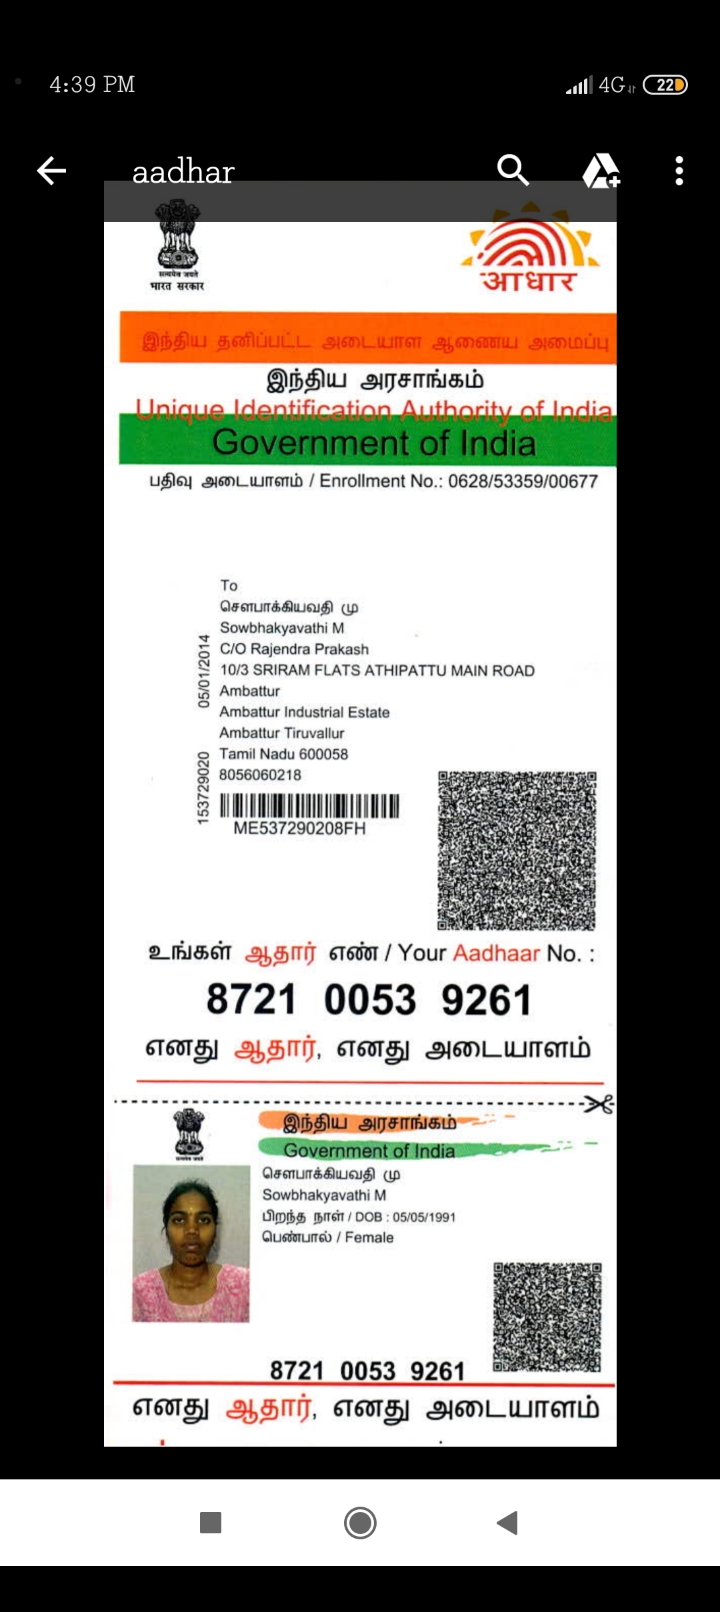 4:39 PM 4G 22
aadhar
सत्यमेव जयते
भारत सरकार
आधार
இந்திய தனிப்பட்ட அடையாள ஆணைய அமைப்பு
இந்திய அரசாங்கம்
Unique Identification Authority of India
Government of India
பதிவு அடையாளம் / Enrollment No.: 0628/53359/00677
To
சௌபாக்கியவதி மு
Sowbhakyavathi M
C/O Rajendra Prakash
10/3 SRIRAM FLATS ATHIPATTU MAIN ROAD
Ambattur
Ambattur Industrial Estate
Ambattur Tiruvallur
Tamil Nadu 600058
8056060218
05/01/2014
153729020
ME537290208FH
உங்கள் ஆதார் எண் / Your Aadhaar No. :
8721 0053 9261
எனது ஆதார், எனது அடையாளம்
இந்திய அரசாங்கம்
Government of India
சௌபாக்கியவதி மு
Sowbhakyavathi M
பிறந்த நாள் / DOB : 05/05/1991
பெண்பால் / Female
8721 0053 9261
எனது ஆதார், எனது அடையாளம்